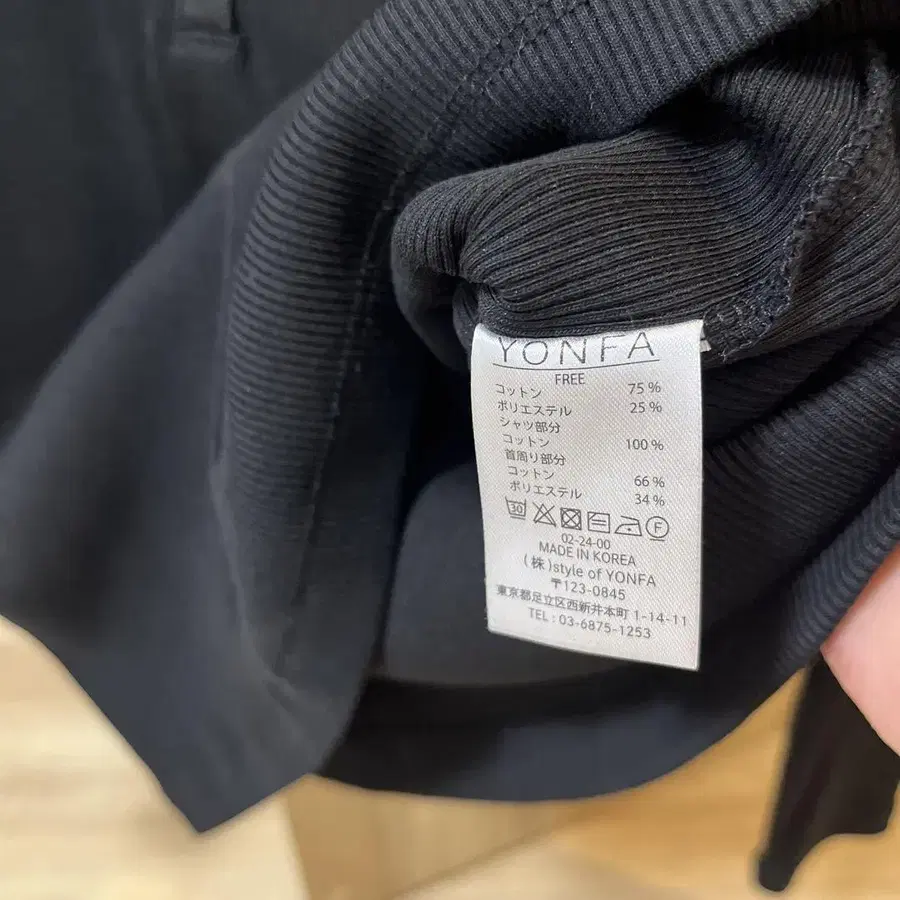 YONFA
FREE
コットン 75 %
ポリエステル 25 %
シャツ部分
コットン 100 %
首周り部分
コットン 66 %
ポリエステル 34 %
30 F
02-24-00
MADE IN KOREA
(株)style of YONFA
〒123-0845
東京都足立区西新井本町 1-14-11
TEL : 03-6875-1253